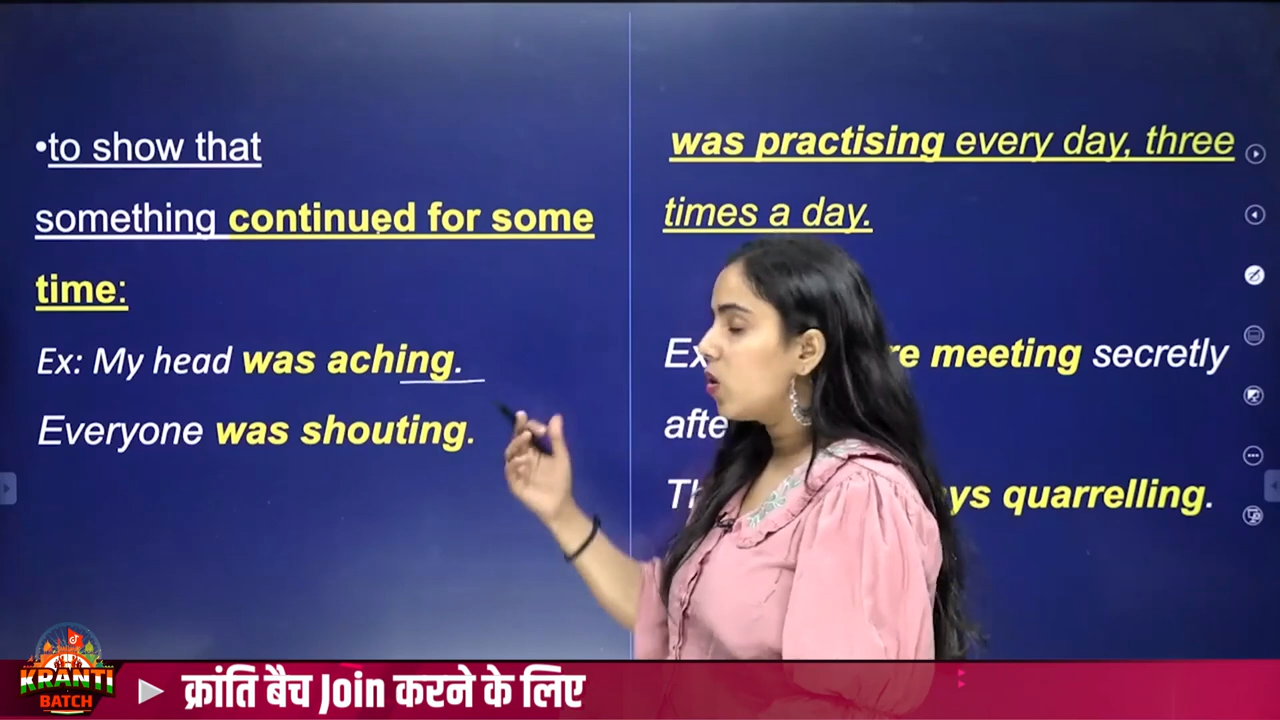 •to show that
something continued for some
time:
Ex: My head was aching.
Everyone was shouting.
was practising every day, three
times a day.
Ex re meeting secretly
afte
Th ys quarrelling.
KRANTI
BATCH
क्रांति बैच Join करने के लिए